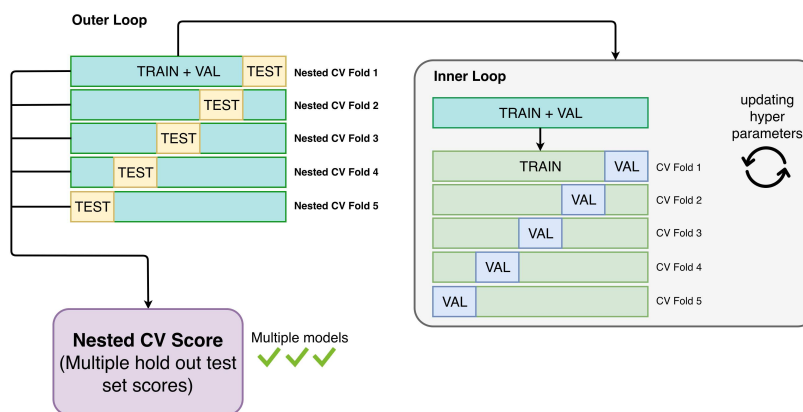 Outer Loop
TRAIN + VAL
TEST
Nested CV Fold 1
TEST
Nested CV Fold 2
TEST
Nested CV Fold 3
TEST
Nested CV Fold 4
TEST
Nested CV Fold 5
Inner Loop
TRAIN + VAL
updating
hyper
parameters
TRAIN
VAL
CV Fold 1
VAL
CV Fold 2
VAL
CV Fold 3
VAL
CV Fold 4
VAL
CV Fold 5
Nested CV Score
(Multiple hold out test
set scores)
Multiple models